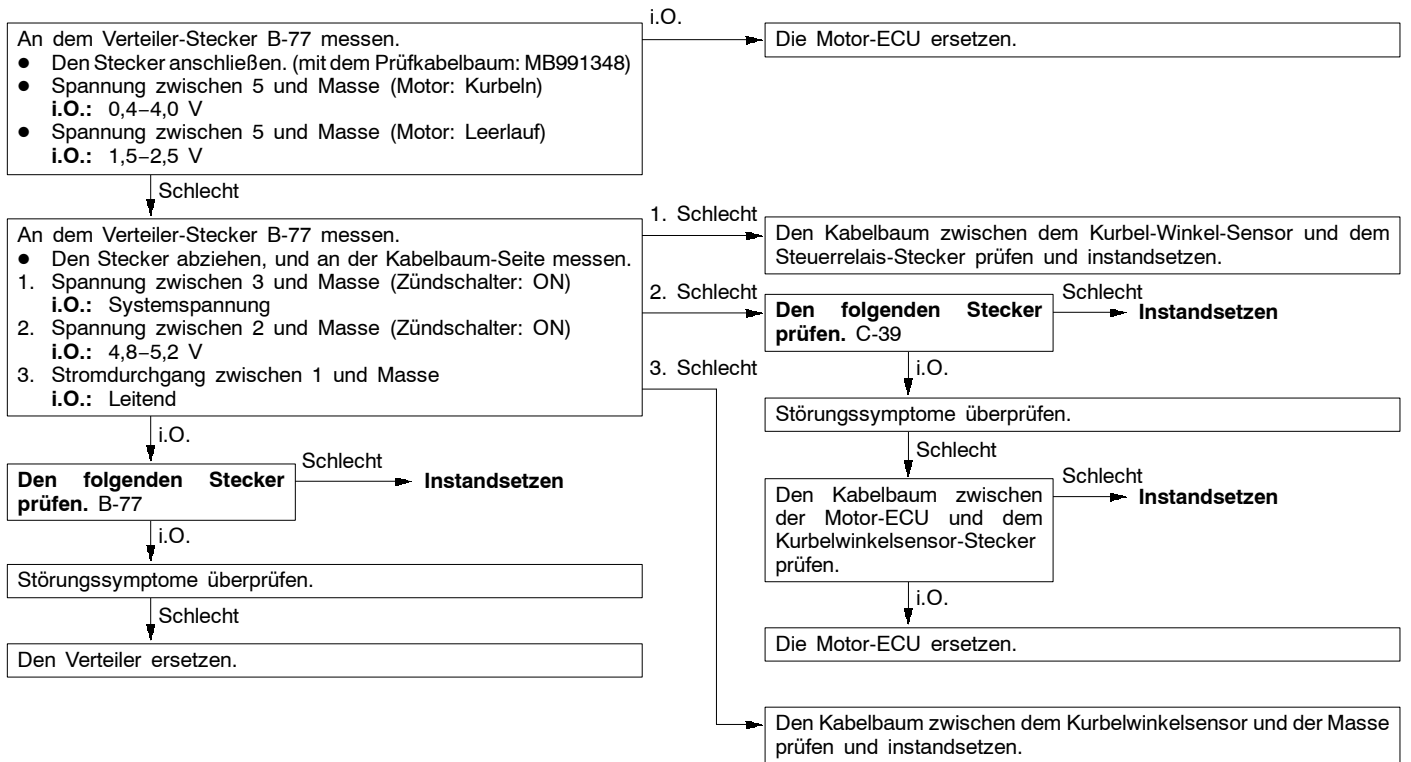 An dem Verteiler-Stecker B-77 messen.
● Den Stecker anschließen. (mit dem Prüfkabelbaum: MB991348)
● Spannung zwischen 5 und Masse (Motor: Kurbeln)
i.O.: 0,4–4,0 V
● Spannung zwischen 5 und Masse (Motor: Leerlauf)
i.O.: 1,5–2,5 V
i.O.
Die Motor-ECU ersetzen.
Schlecht
An dem Verteiler-Stecker B-77 messen.
● Den Stecker abziehen, und an der Kabelbaum-Seite messen.
1. Spannung zwischen 3 und Masse (Zündschalter: ON)
i.O.: Systemspannung
2. Spannung zwischen 2 und Masse (Zündschalter: ON)
i.O.: 4,8–5,2 V
3. Stromdurchgang zwischen 1 und Masse
i.O.: Leitend
1. Schlecht
Den Kabelbaum zwischen dem Kurbel-Winkel-Sensor und dem
Steuerrelais-Stecker prüfen und instandsetzen.
2. Schlecht
Den folgenden Stecker
prüfen. C-39
Schlecht
Instandsetzen
i.O.
Störungssymptome überprüfen.
Schlecht
Den Kabelbaum zwischen
der Motor-ECU und dem
Kurbelwinkelsensor-Stecker
prüfen.
Schlecht
Instandsetzen
i.O.
Die Motor-ECU ersetzen.
3. Schlecht
Den Kabelbaum zwischen dem Kurbelwinkelsensor und der Masse
prüfen und instandsetzen.
i.O.
Den folgenden Stecker
prüfen. B-77
Schlecht
Instandsetzen
i.O.
Störungssymptome überprüfen.
Schlecht
Den Verteiler ersetzen.